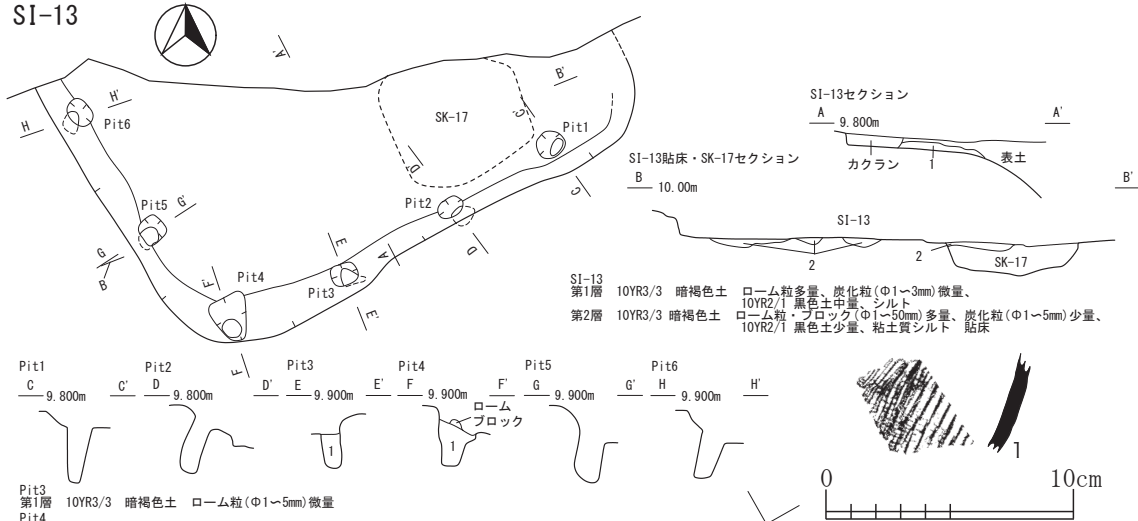 SI-13
A'
H'
H
Pit6
B'
C'
SK-17
Pit1
D'
Pit5
G'
Pit2
C
E
A
D
G
B
F'
Pit4
Pit3
E'
F
SI-13セクション
A 9.800m A'
カクラン 1 表土
SI-13貼床・SK-17セクション
B 10.00m B'
SI-13
2 2 SK-17
SI-13
第1層 10YR3/3 暗褐色土 ローム粒多量、炭化粒(Φ1〜3mm)微量、
10YR2/1 黒色土中量、シルト
第2層 10YR3/3 暗褐色土 ローム粒・ブロック(Φ1〜50mm)多量、炭化粒(Φ1〜5mm)少量、
10YR2/1 黒色土少量、粘土質シルト 貼床
Pit1 Pit2 Pit3 Pit4 Pit5 Pit6
C 9.800m C' D 9.800m D' E 9.900m E' F 9.900m F' G 9.900m G' H 9.900m H'
ローム
ブロック
1 1
1
0 10cm
Pit3
第1層 10YR3/3 暗褐色土 ローム粒(Φ1〜5mm)微量
Pit4